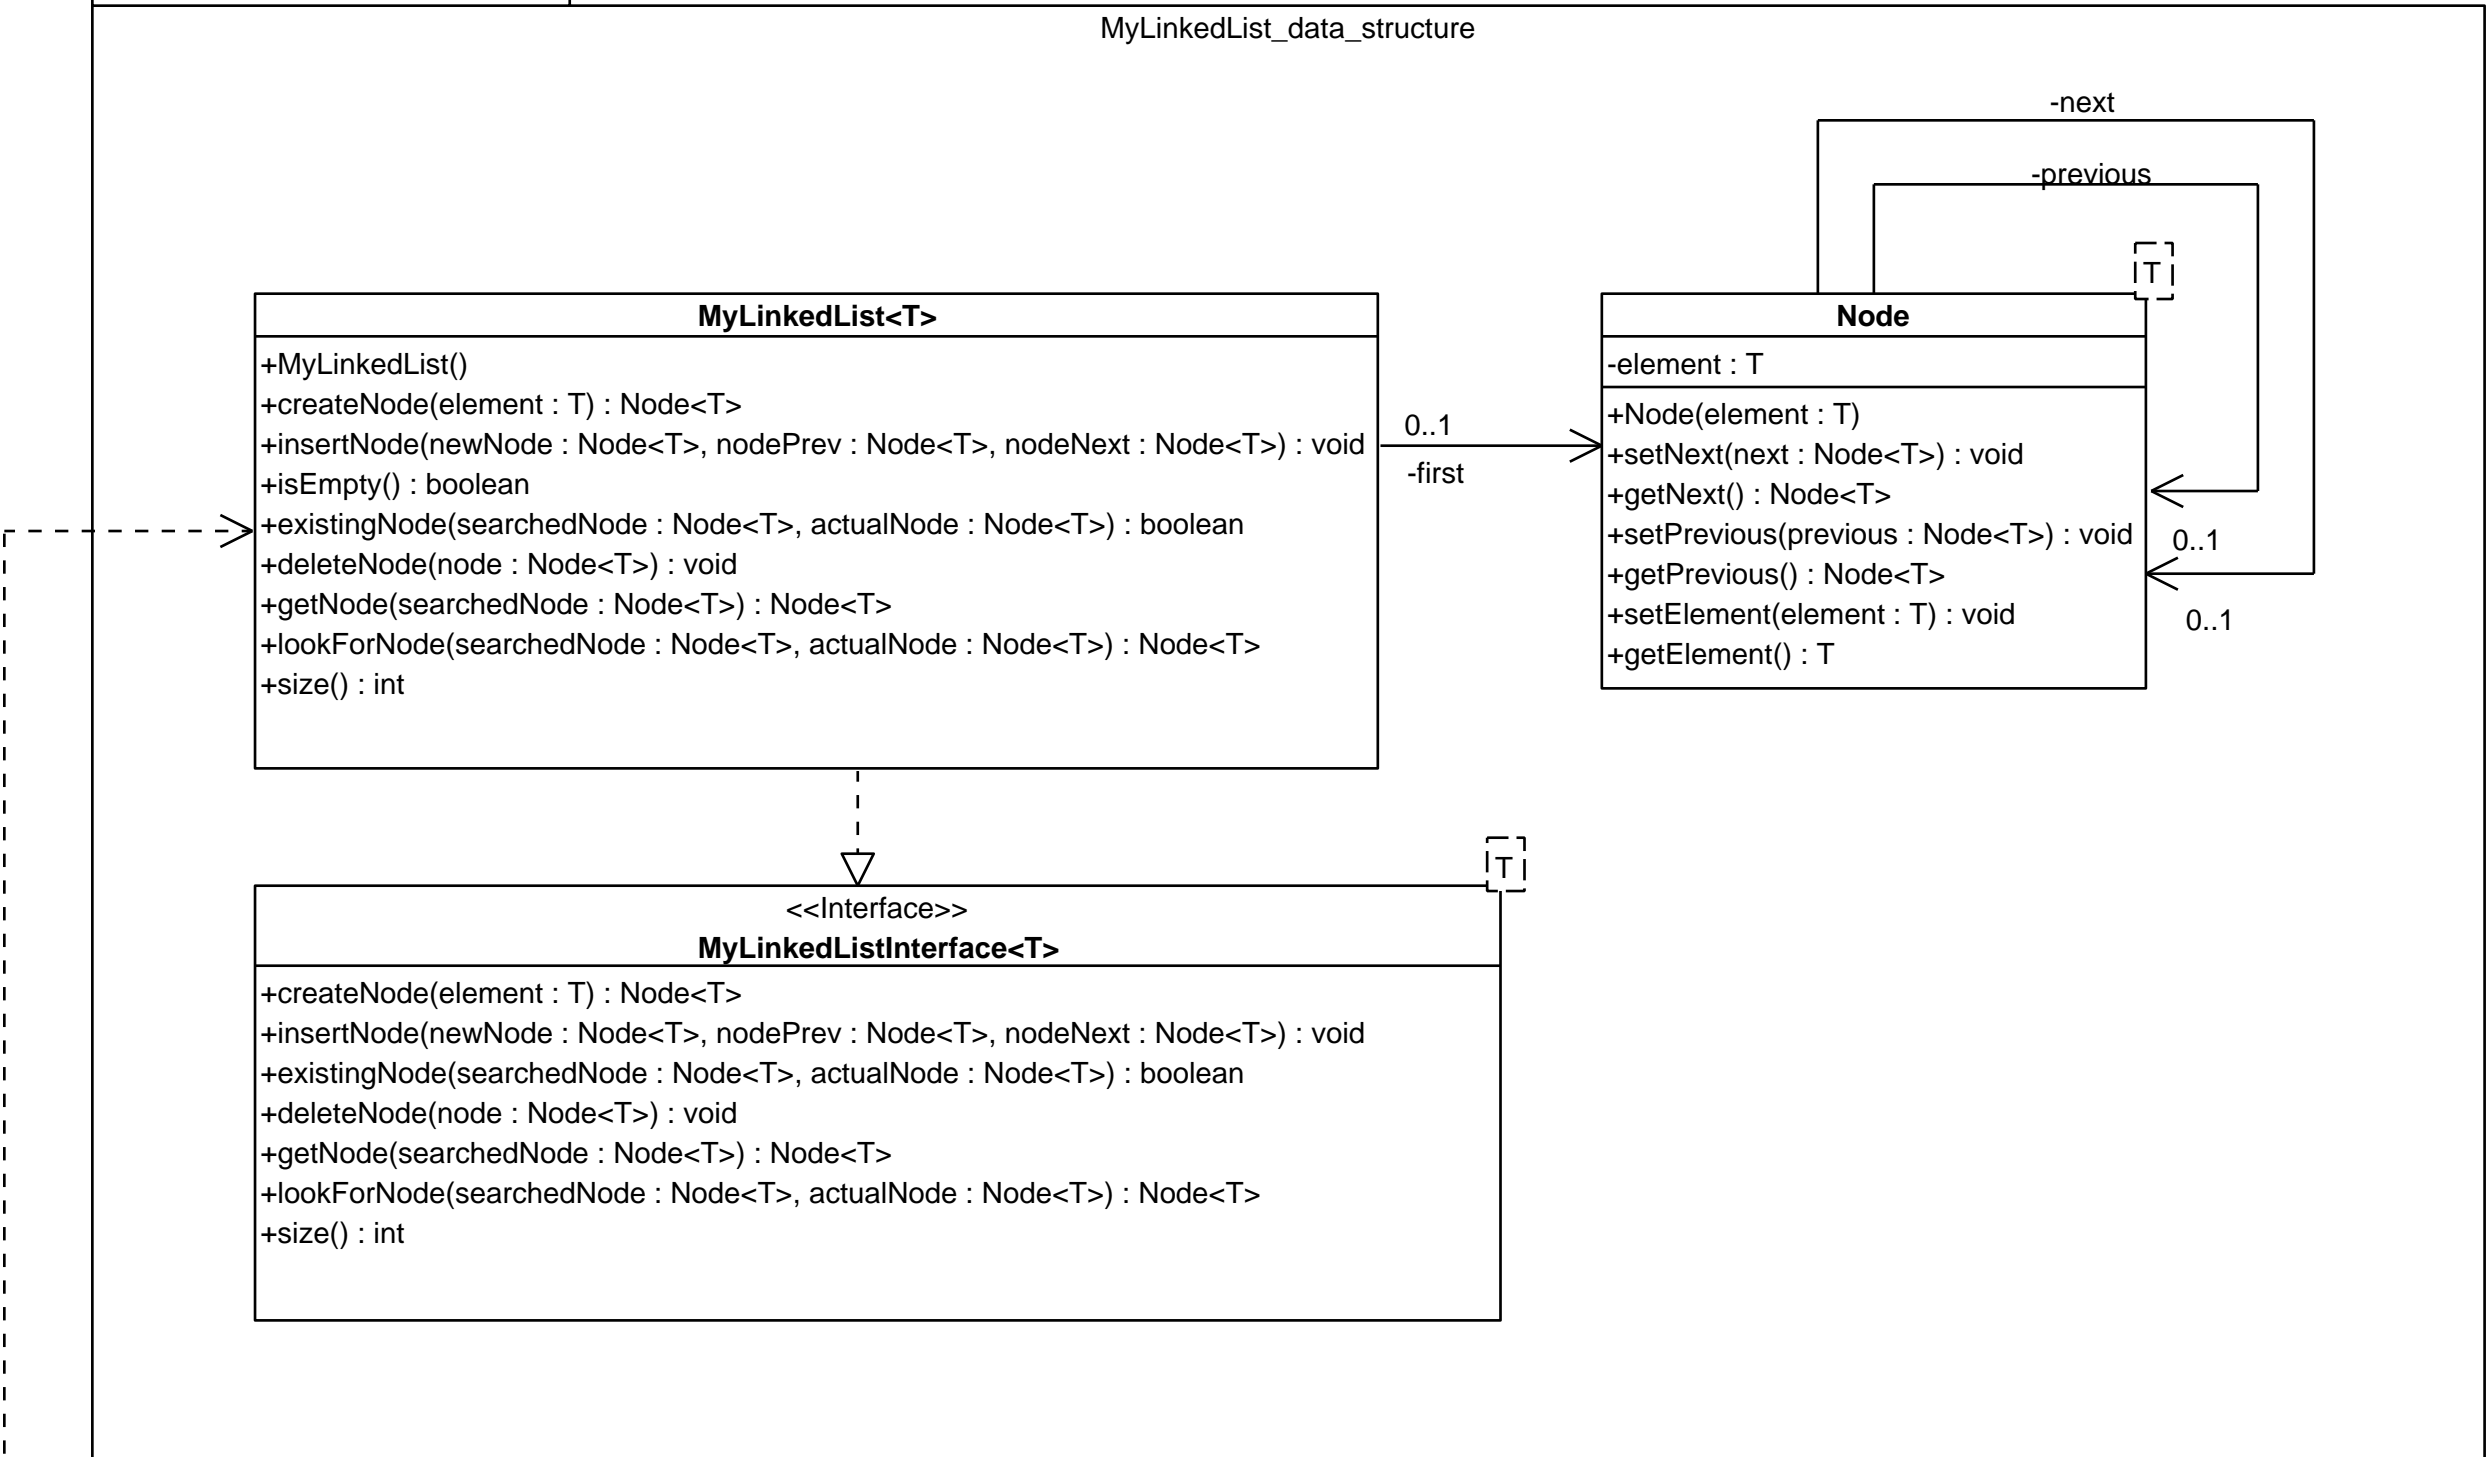 MyLinkedList_data_structure
-next
-previous
T
MyLinkedList<T>
+MyLinkedList()
+createNode(element : T) : Node<T>
+insertNode(newNode : Node<T>, nodePrev : Node<T>, nodeNext : Node<T>) : void
+isEmpty() : boolean
+existingNode(searchedNode : Node<T>, actualNode : Node<T>) : boolean
+deleteNode(node : Node<T>) : void
+getNode(searchedNode : Node<T>) : Node<T>
+lookForNode(searchedNode : Node<T>, actualNode : Node<T>) : Node<T>
+size() : int
0..1
-first
Node
-element : T
+Node(element : T)
+setNext(next : Node<T>) : void
+getNext() : Node<T>
+setPrevious(previous : Node<T>) : void
+getPrevious() : Node<T>
+setElement(element : T) : void
+getElement() : T
0..1
0..1
T
<<Interface>>
MyLinkedListInterface<T>
+createNode(element : T) : Node<T>
+insertNode(newNode : Node<T>, nodePrev : Node<T>, nodeNext : Node<T>) : void
+existingNode(searchedNode : Node<T>, actualNode : Node<T>) : boolean
+deleteNode(node : Node<T>) : void
+getNode(searchedNode : Node<T>) : Node<T>
+lookForNode(searchedNode : Node<T>, actualNode : Node<T>) : Node<T>
+size() : int